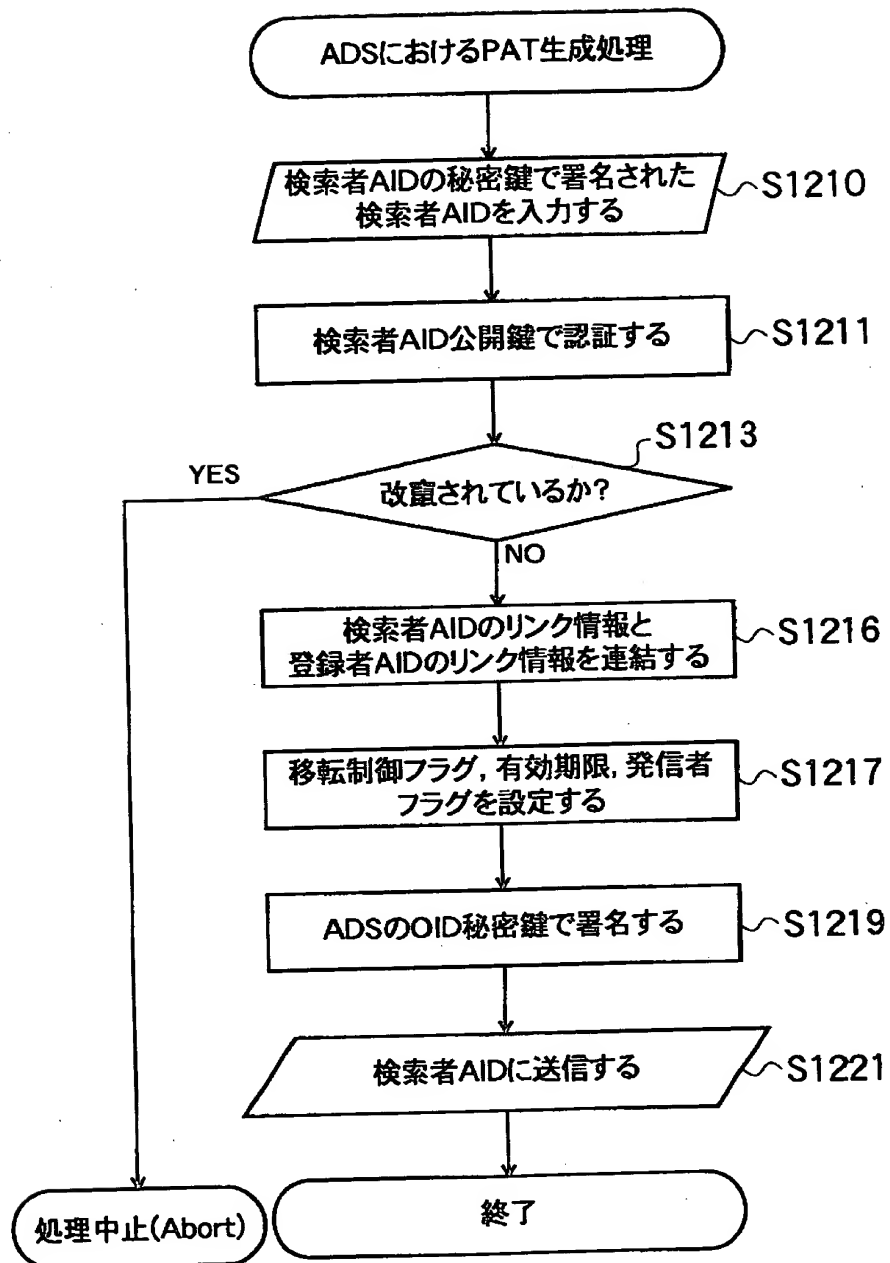 ADSにおけるPAT生成処理
検索者AIDの秘密鍵で署名された
検索者AIDを入力する
S1210
検索者AID公開鍵で認証する
S1211
S1213
YES
改竄されているか?
NO
検索者AIDのリンク情報と
登録者AIDのリンク情報を連結する
S1216
移転制御フラグ,有効期限,発信者
フラグを設定する
S1217
ADSのOID秘密鍵で署名する
S1219
検索者AIDに送信する
S1221
処理中止(Abort)
終了